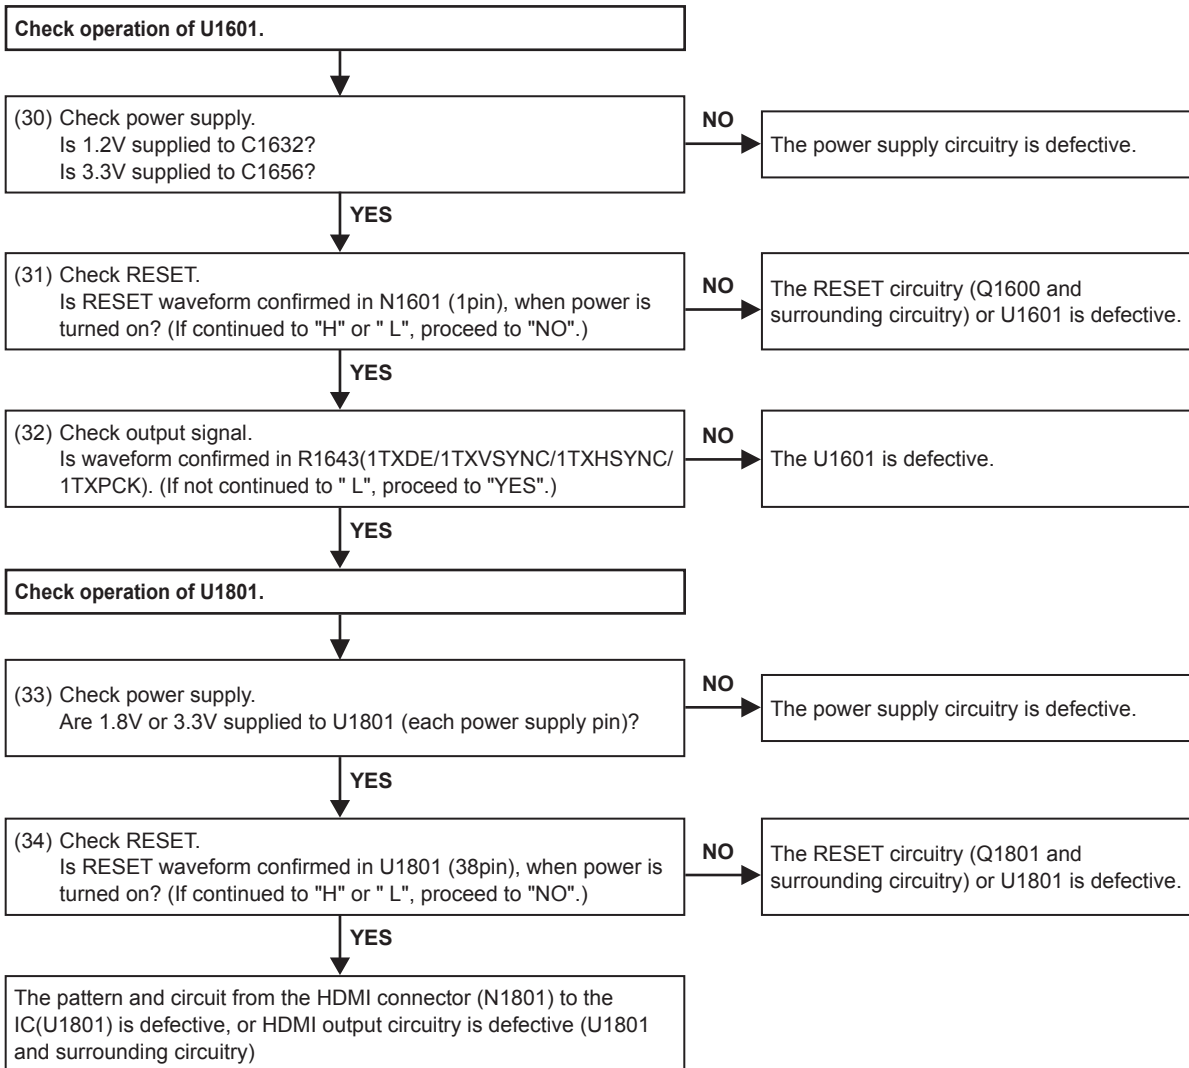 Check operation of U1601.
(30) Check power supply.
Is 1.2V supplied to C1632?
Is 3.3V supplied to C1656?
NO
The power supply circuitry is defective.
YES
(31) Check RESET.
Is RESET waveform confirmed in N1601 (1pin), when power is
turned on? (If continued to "H" or " L", proceed to "NO".)
NO
The RESET circuitry (Q1600 and
surrounding circuitry) or U1601 is defective.
YES
(32) Check output signal.
Is waveform confirmed in R1643(1TXDE/1TXVSYNC/1TXHSYNC/
1TXPCK). (If not continued to " L", proceed to "YES".)
NO
The U1601 is defective.
YES
Check operation of U1801.
(33) Check power supply.
Are 1.8V or 3.3V supplied to U1801 (each power supply pin)?
NO
The power supply circuitry is defective.
YES
(34) Check RESET.
Is RESET waveform confirmed in U1801 (38pin), when power is
turned on? (If continued to "H" or " L", proceed to "NO".)
NO
The RESET circuitry (Q1801 and
surrounding circuitry) or U1801 is defective.
YES
The pattern and circuit from the HDMI connector (N1801) to the
IC(U1801) is defective, or HDMI output circuitry is defective (U1801
and surrounding circuitry)